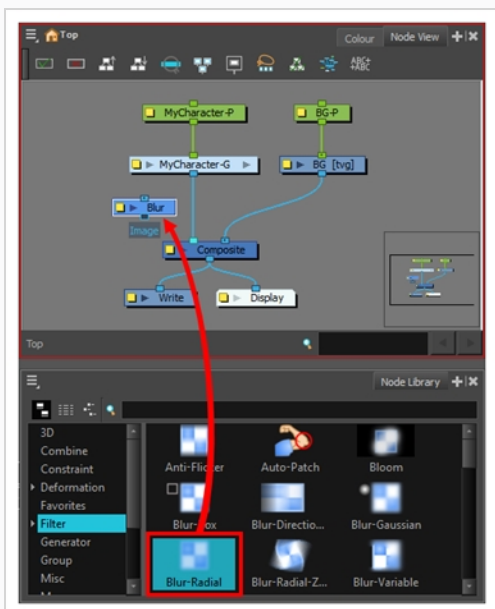 Top
Colour Node View
ABC+
+ABC
MyCharacter-P BG-P
MyCharacter-G BG [tvg]
Blur
Image
Composite
Write Display
Top
Node Library
3D
Combine
Constraint
Deformation
Favorites
Filter
Generator
Group
Misc
Anti-Flicker Auto-Patch Bloom
Blur-Box Blur-Directio... Blur-Gaussian
Blur-Radial Blur-Radial-Z... Blur-Variable